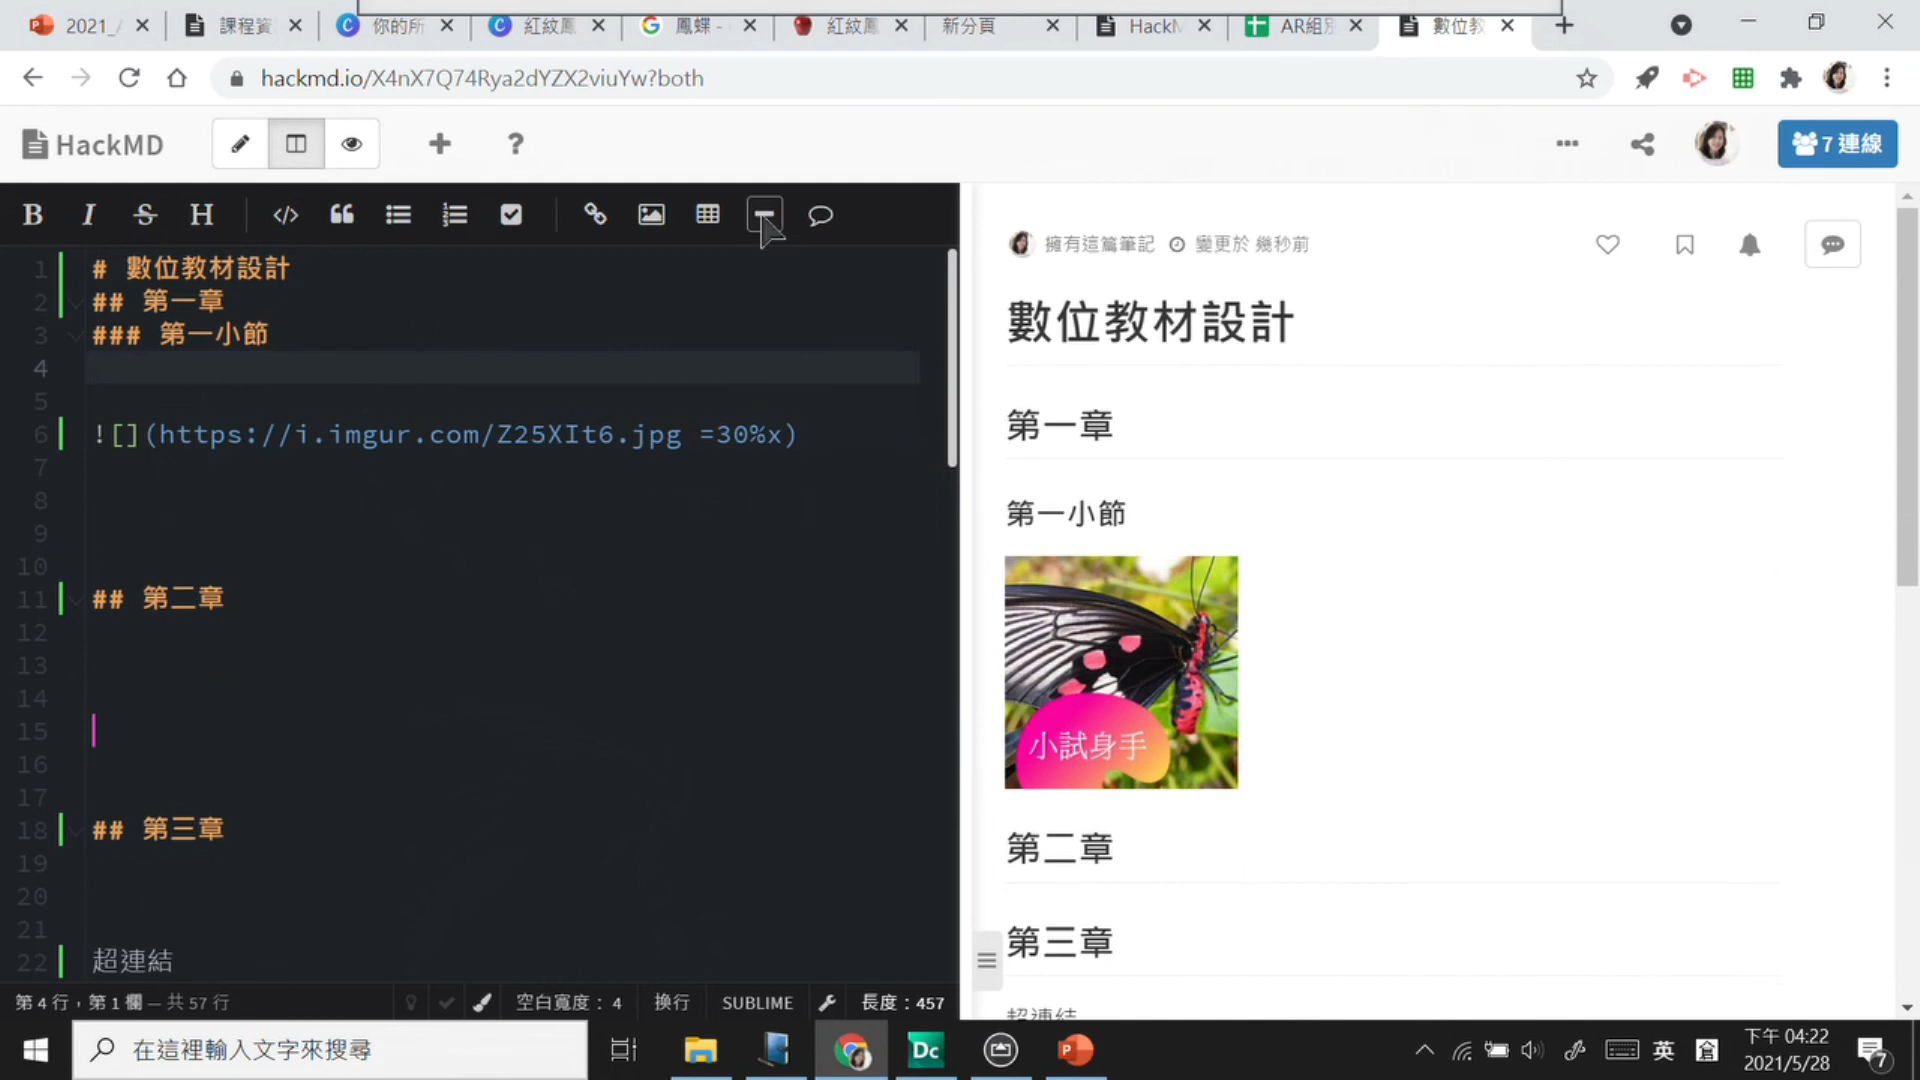 2021_
課程資
你的所
紅紋鳳
鳳蝶 -
紅紋鳳
新分頁
HackM
AR組別
數位教
hackmd.io/X4nX7Q74Rya2dYZX2viuYw?both
HackMD
?
7 連線
B I S H
1 # 數位教材設計
2 ## 第一章
3 ### 第一小節
4
5
6 ![](https://i.imgur.com/Z25XIt6.jpg =30%x)
7
8
9
10
11 ## 第二章
12
13
14
15
16
17
18 ## 第三章
19
20
21
22 超連結
第 4 行,第 1 欄 — 共 57 行
空白寬度: 4
換行
SUBLIME
長度:457
擁有這篇筆記
變更於 幾秒前
數位教材設計
第一章
第一小節
小試身手
第二章
第三章
超連結
在這裡輸入文字來搜尋
Dc
英
倉
下午 04:22
2021/5/28
7